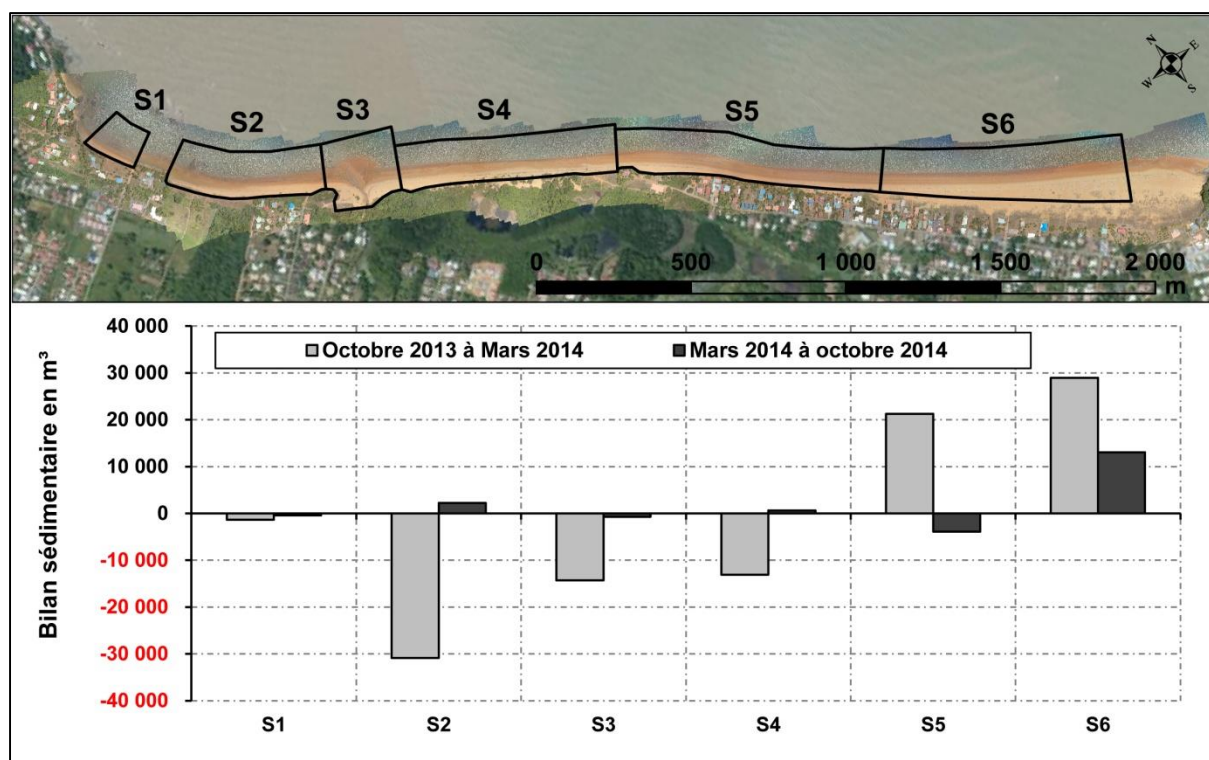 N
E
W
S
S1
S2
S3
S4
S5
S6
0 500 1 000 1 500 2 000
m
Bilan sédimentaire en m³
Octobre 2013 à Mars 2014
Mars 2014 à octobre 2014
40 000
30 000
20 000
10 000
0
-10 000
-20 000
-30 000
-40 000
S1 S2 S3 S4 S5 S6